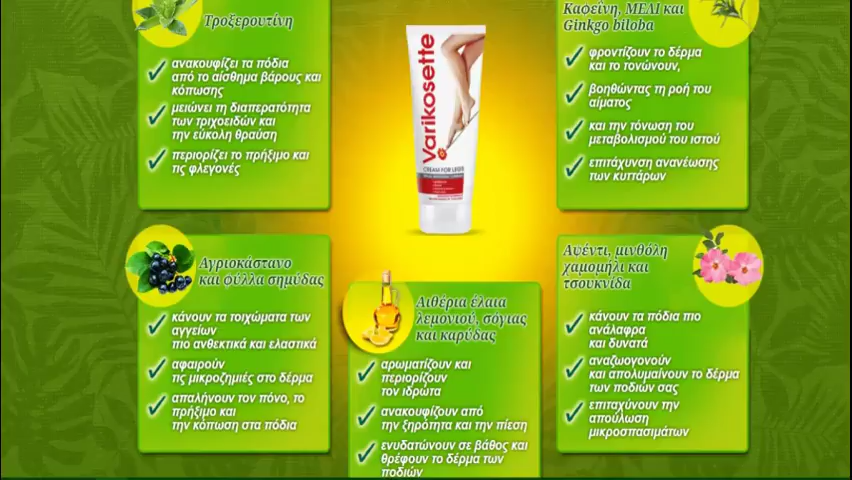 Τροξερουτίνη
ανακουφίζει τα πόδια
από το αίσθημα βάρους και
κόπωσης
μειώνει τη διαπερατότητα
των τριχοειδών και
την εύκολη θραύση
περιορίζει το πρήξιμο και
τις φλεγονές
Varikosette
CREAM FOR LEGS
Καφεΐνη, ΜΕΛΙ και
Ginkgo biloba
φροντίζουν το δέρμα
και το τονώνουν,
βοηθώντας τη ροή του
αίματος
και την τόνωση του
μεταβολισμού του ιστού
επιτάχυνση ανανέωσης
των κυττάρων
Αγριοκάστανο
και φύλλα σημύδας
κάνουν τα τοιχώματα των
αγγείων
πιο ανθεκτικά και ελαστικά
αφαιρούν
τις μικροζημιές στο δέρμα
απαλήνουν τον πόνο, το
πρήξιμο και
την κόπωση στα πόδια
Αιθέρια έλαια
λεμονιού, σόγιας
και καρύδας
αρωματίζουν και
περιορίζουν
τον ιδρώτα
ανακουφίζουν από
την ξηρότητα και την πίεση
ενυδατώνουν σε βάθος και
θρέφουν το δέρμα των
ποδιών
Αψέντι, μινθόλη
χαμομήλι και
τσουκνίδα
κάνουν τα πόδια πιο
ανάλαφρα
και δυνατά
αναζωογονούν
και απολυμαίνουν το δέρμα
των ποδιών σας
επιταχύνουν την
απούλωση
μικροσπασιμάτων